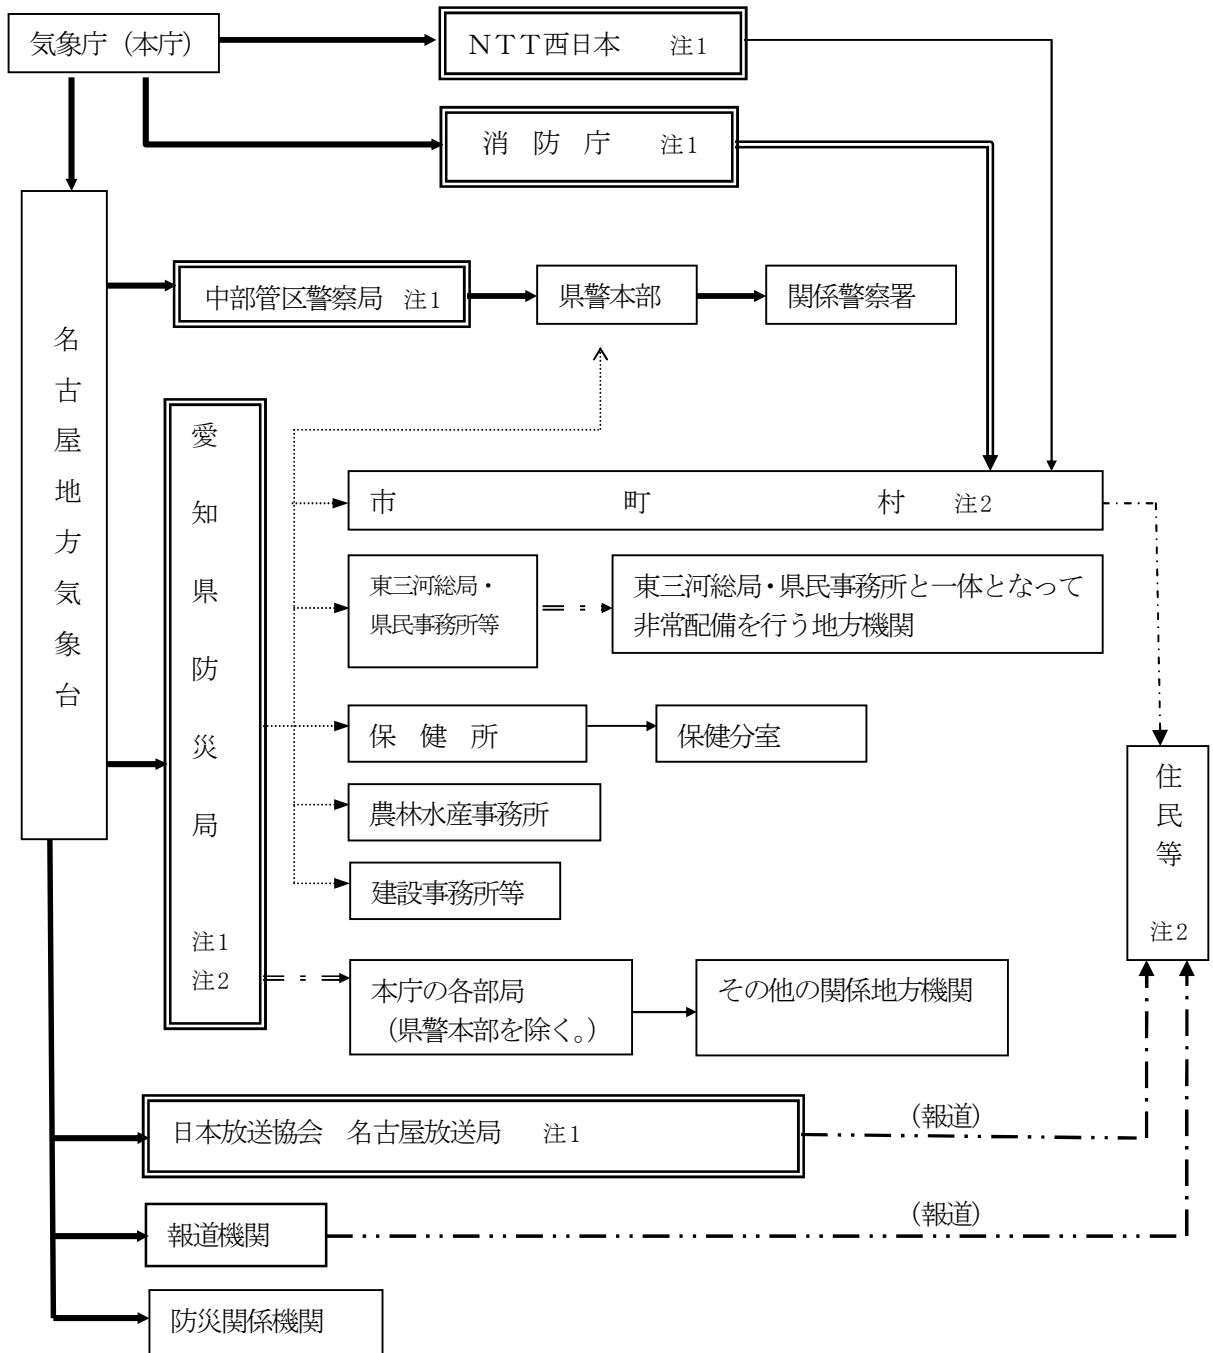 気象庁（本庁）
ＮＴＴ西日本　注1
消　防　庁　注1
中部管区警察局　注1
県警本部
関係警察署
名古屋地方気象台
愛知県防災局
注1
注2
市　町　村　注2
東三河総局・
県民事務所等
東三河総局・県民事務所と一体となって
非常配備を行う地方機関
保　健　所
保健分室
農林水産事務所
建設事務所等
本庁の各部局
（県警本部を除く。）
その他の関係地方機関
住民等
注2
日本放送協会　名古屋放送局　注1
（報道）
報道機関
（報道）
防災関係機関